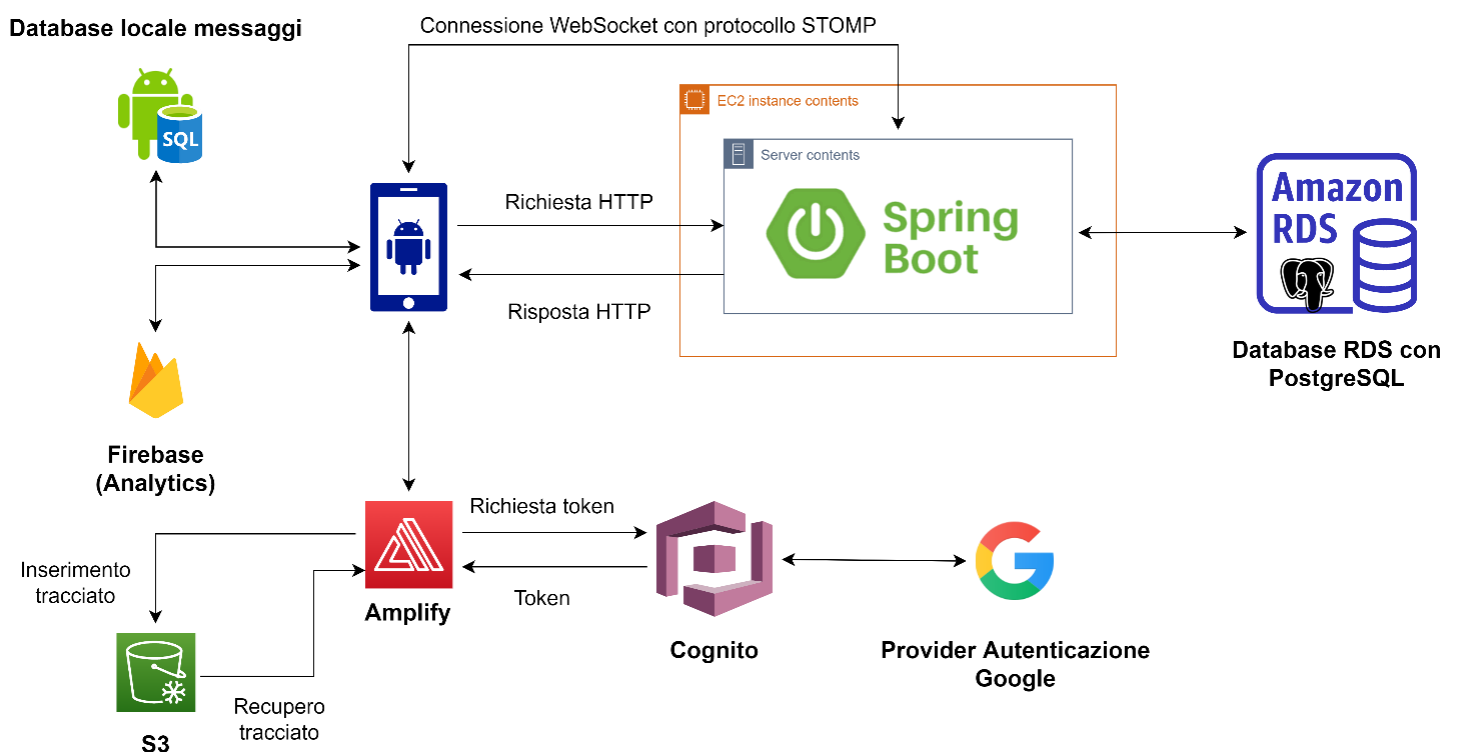 Connessione WebSocket con protocollo STOMP
Database locale messaggi
SQL
EC2 instance contents
Server contents
Richiesta HTTP
Spring
Boot
Risposta HTTP
Amazon
RDS
Database RDS con
PostgreSQL
Firebase
(Analytics)
Richiesta token
Token
Inserimento
tracciato
Amplify
Cognito
Provider Autenticazione
Google
Recupero
tracciato
S3